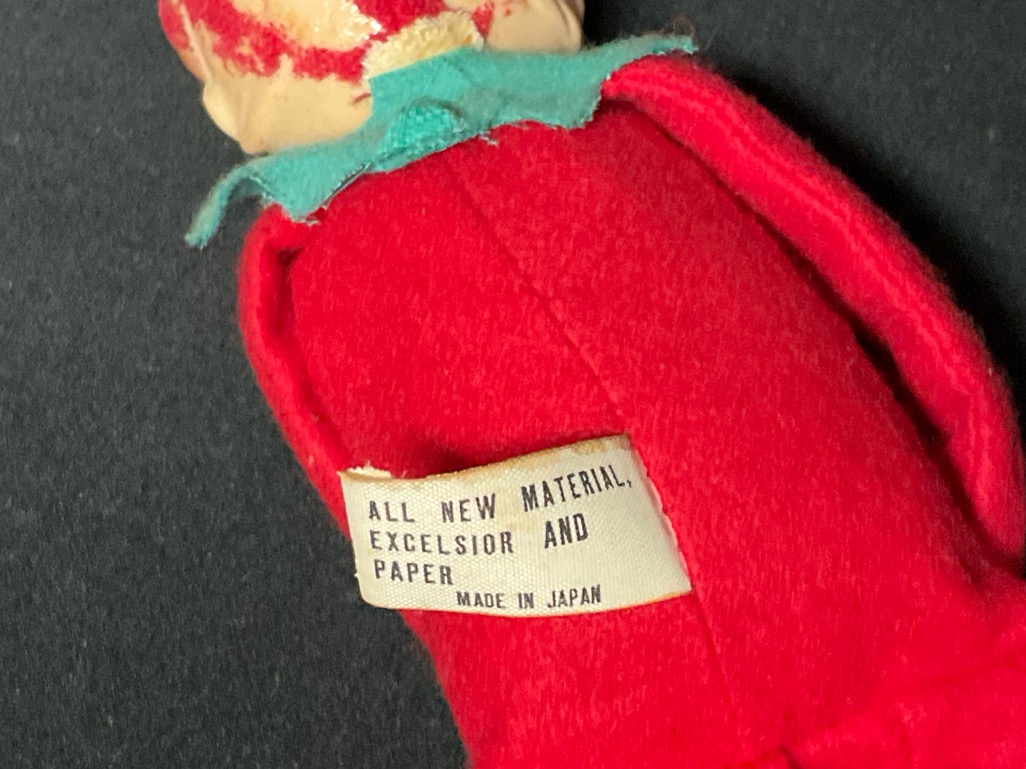 ALL NEW MATERIAL,
EXCELSIOR AND
PAPER
MADE IN JAPAN